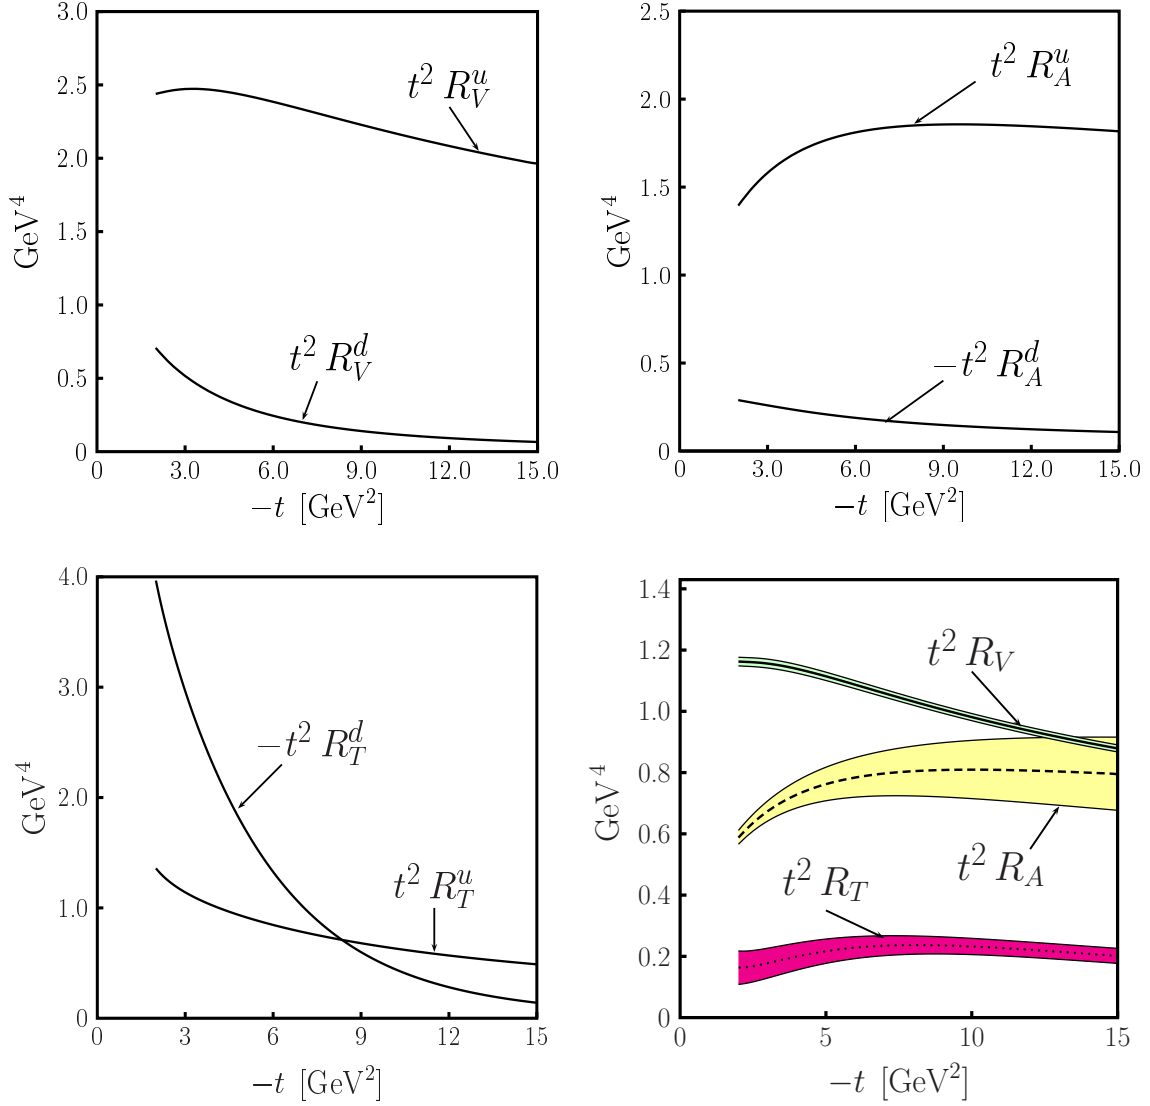 3.0
2.5
2.0
1.5
1.0
0.5
0
GeV⁴
t² R_V^u
t² R_V^d
0 3.0 6.0 9.0 12.0 15.0
−t [GeV²]
2.5
2.0
1.5
1.0
0.5
0
GeV⁴
t² R_A^u
−t² R_A^d
0 3.0 6.0 9.0 12.0 15.0
−t [GeV²]
4.0
3.0
2.0
1.0
0
GeV⁴
−t² R_T^d
t² R_T^u
0 3 6 9 12 15
−t [GeV²]
1.4
1.2
1.0
0.8
0.6
0.4
0.2
0
GeV⁴
t² R_V
t² R_A
t² R_T
0 5 10 15
−t [GeV²]